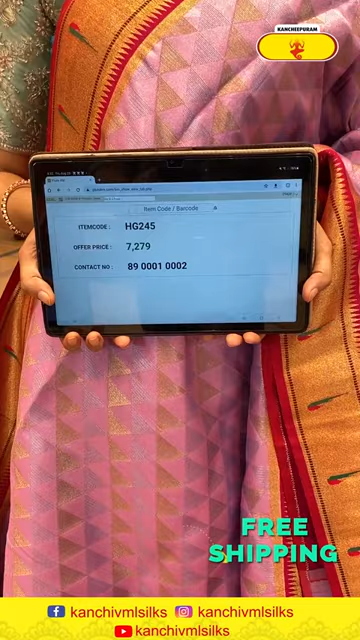 KANCHEEPURAM
Item Code / Barcode
ITEMCODE : HG245
OFFER PRICE : 7,279
CONTACT NO : 89 0001 0002
FREE
SHIPPING
kanchivmlsilks kanchivmlsilks
kanchivmlsilks